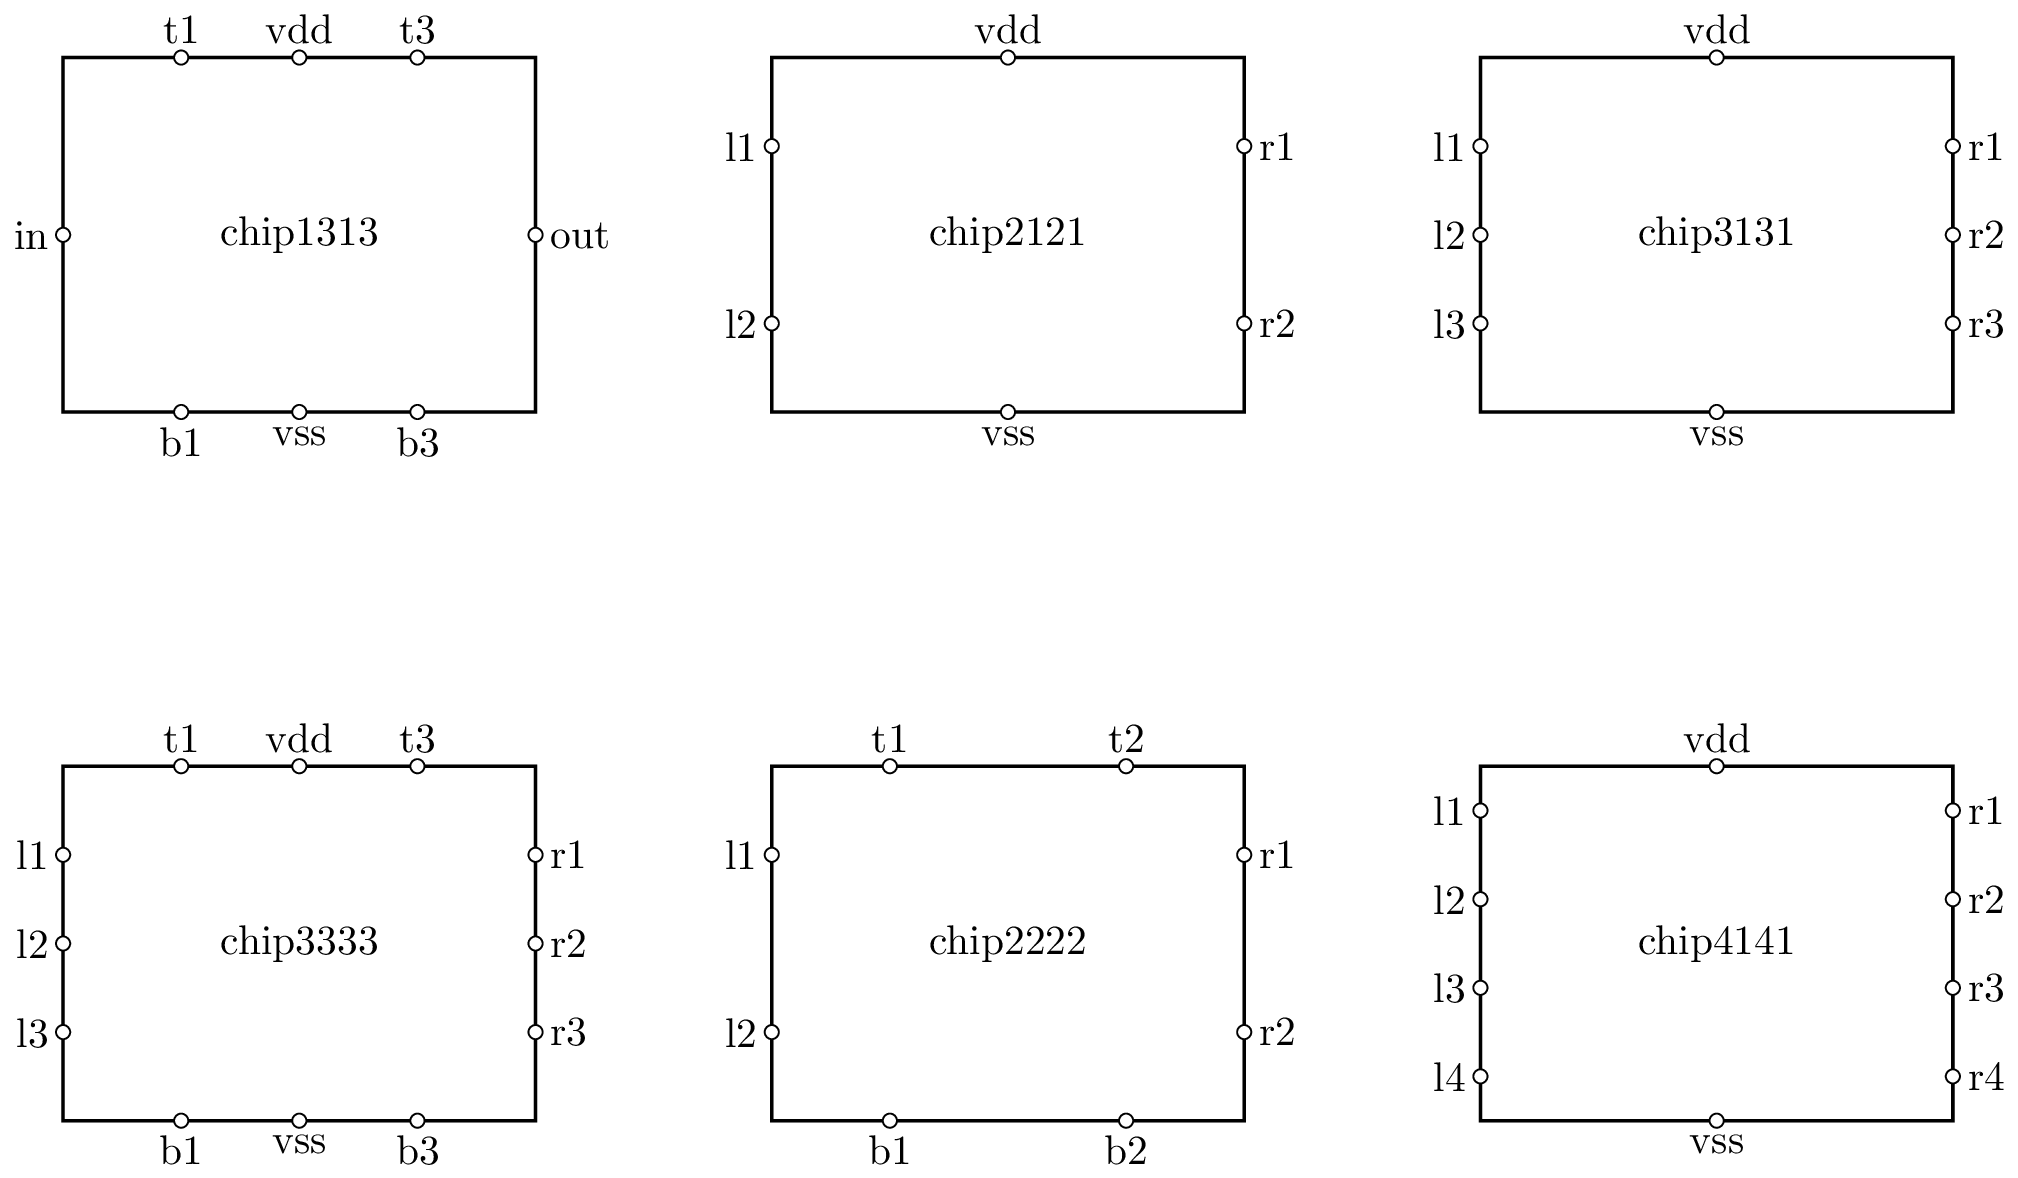 t1 vdd t3
in chip1313 out
b1 vss b3
vdd
l1 r1
chip2121
l2 r2
vss
vdd
l1 r1
l2 chip3131 r2
l3 r3
vss
t1 vdd t3
l1 r1
l2 chip3333 r2
l3 r3
b1 vss b3
t1 t2
l1 r1
chip2222
l2 r2
b1 b2
vdd
l1 r1
l2 r2
chip4141
l3 r3
l4 r4
vss